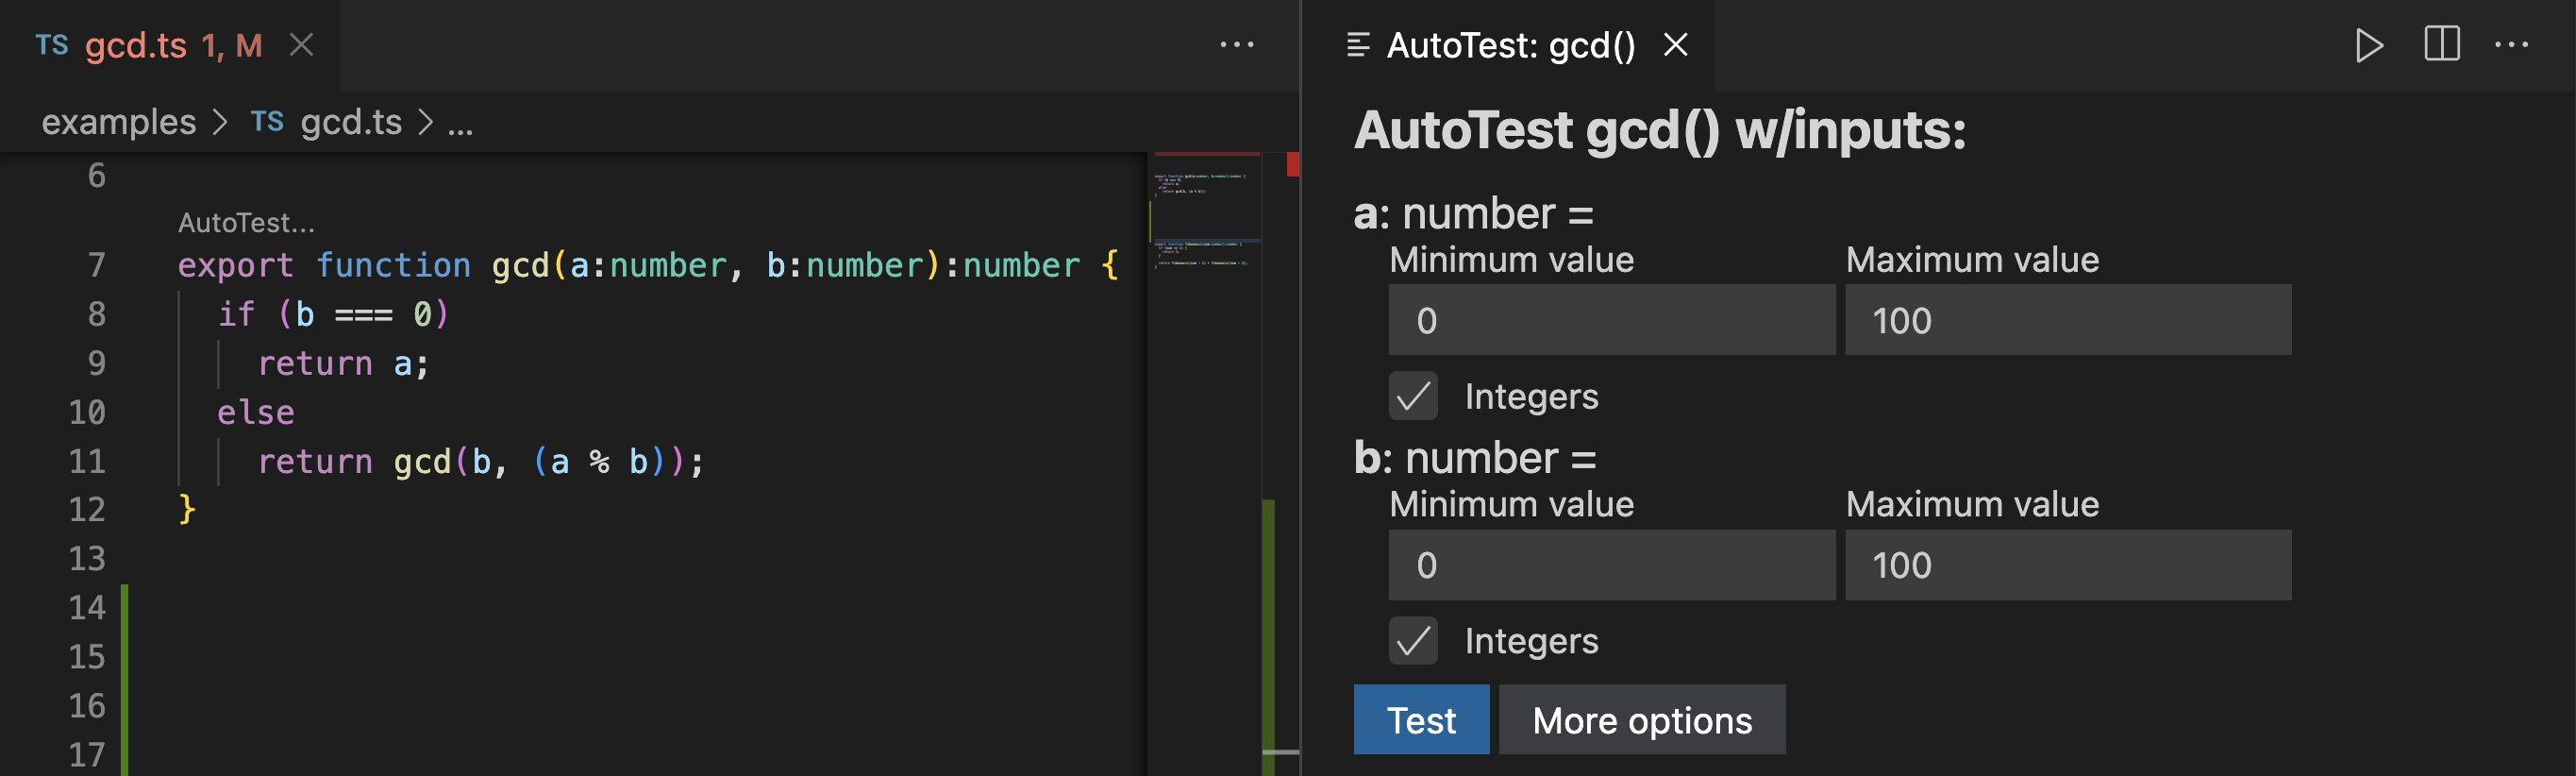 TS gcd.ts 1, M
AutoTest: gcd()
examples > TS gcd.ts > ...
6
AutoTest...
7 export function gcd(a:number, b:number):number {
8 if (b === 0)
9 return a;
10 else
11 return gcd(b, (a % b));
12 }
13
14
15
16
17
AutoTest gcd() w/inputs:
a: number =
Minimum value Maximum value
0 100
Integers
b: number =
Minimum value Maximum value
0 100
Integers
Test More options